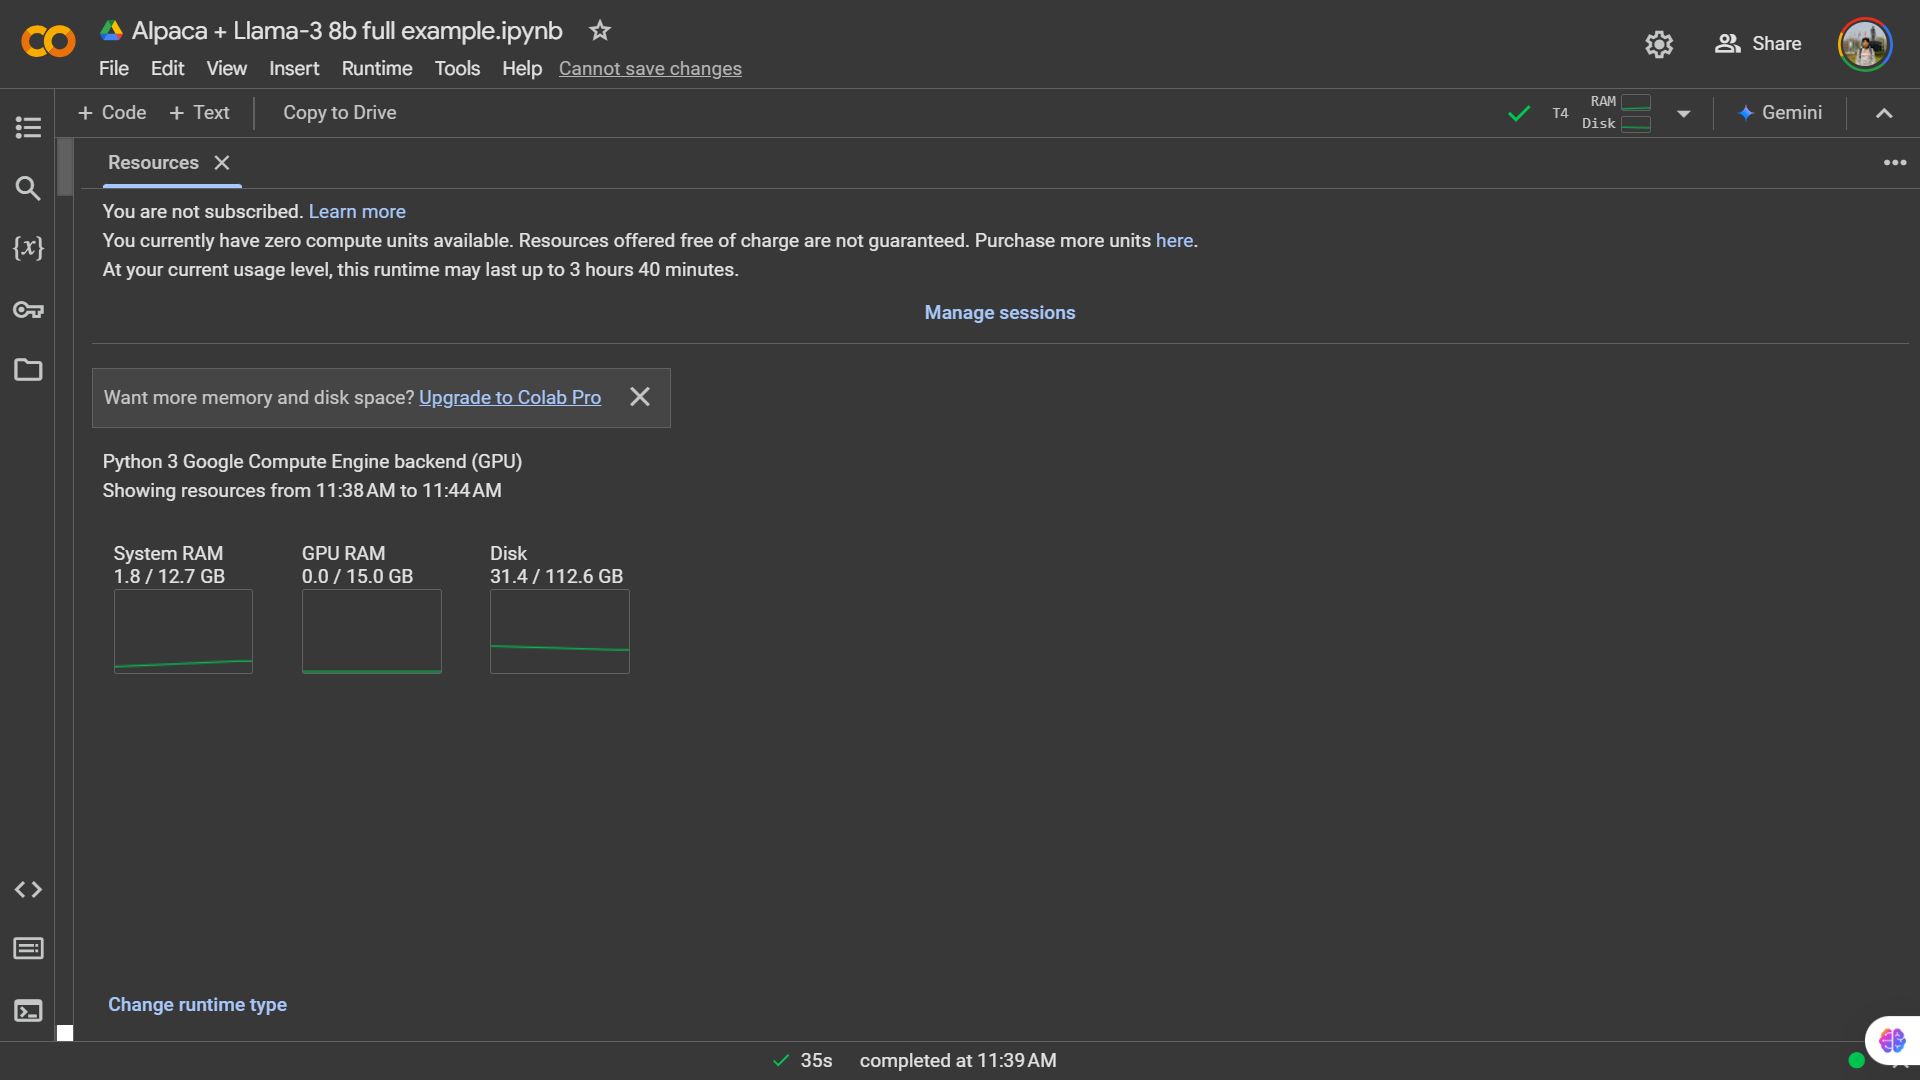 Alpaca + Llama-3 8b full example.ipynb
File Edit View Insert Runtime Tools Help Cannot save changes
Share
+ Code + Text Copy to Drive
T4
RAM
Disk
Gemini
{x}
Resources
You are not subscribed. Learn more
You currently have zero compute units available. Resources offered free of charge are not guaranteed. Purchase more units here.
At your current usage level, this runtime may last up to 3 hours 40 minutes.
Manage sessions
Want more memory and disk space? Upgrade to Colab Pro
Python 3 Google Compute Engine backend (GPU)
Showing resources from 11:38 AM to 11:44 AM
System RAM
1.8 / 12.7 GB
GPU RAM
0.0 / 15.0 GB
Disk
31.4 / 112.6 GB
Change runtime type
35s completed at 11:39 AM